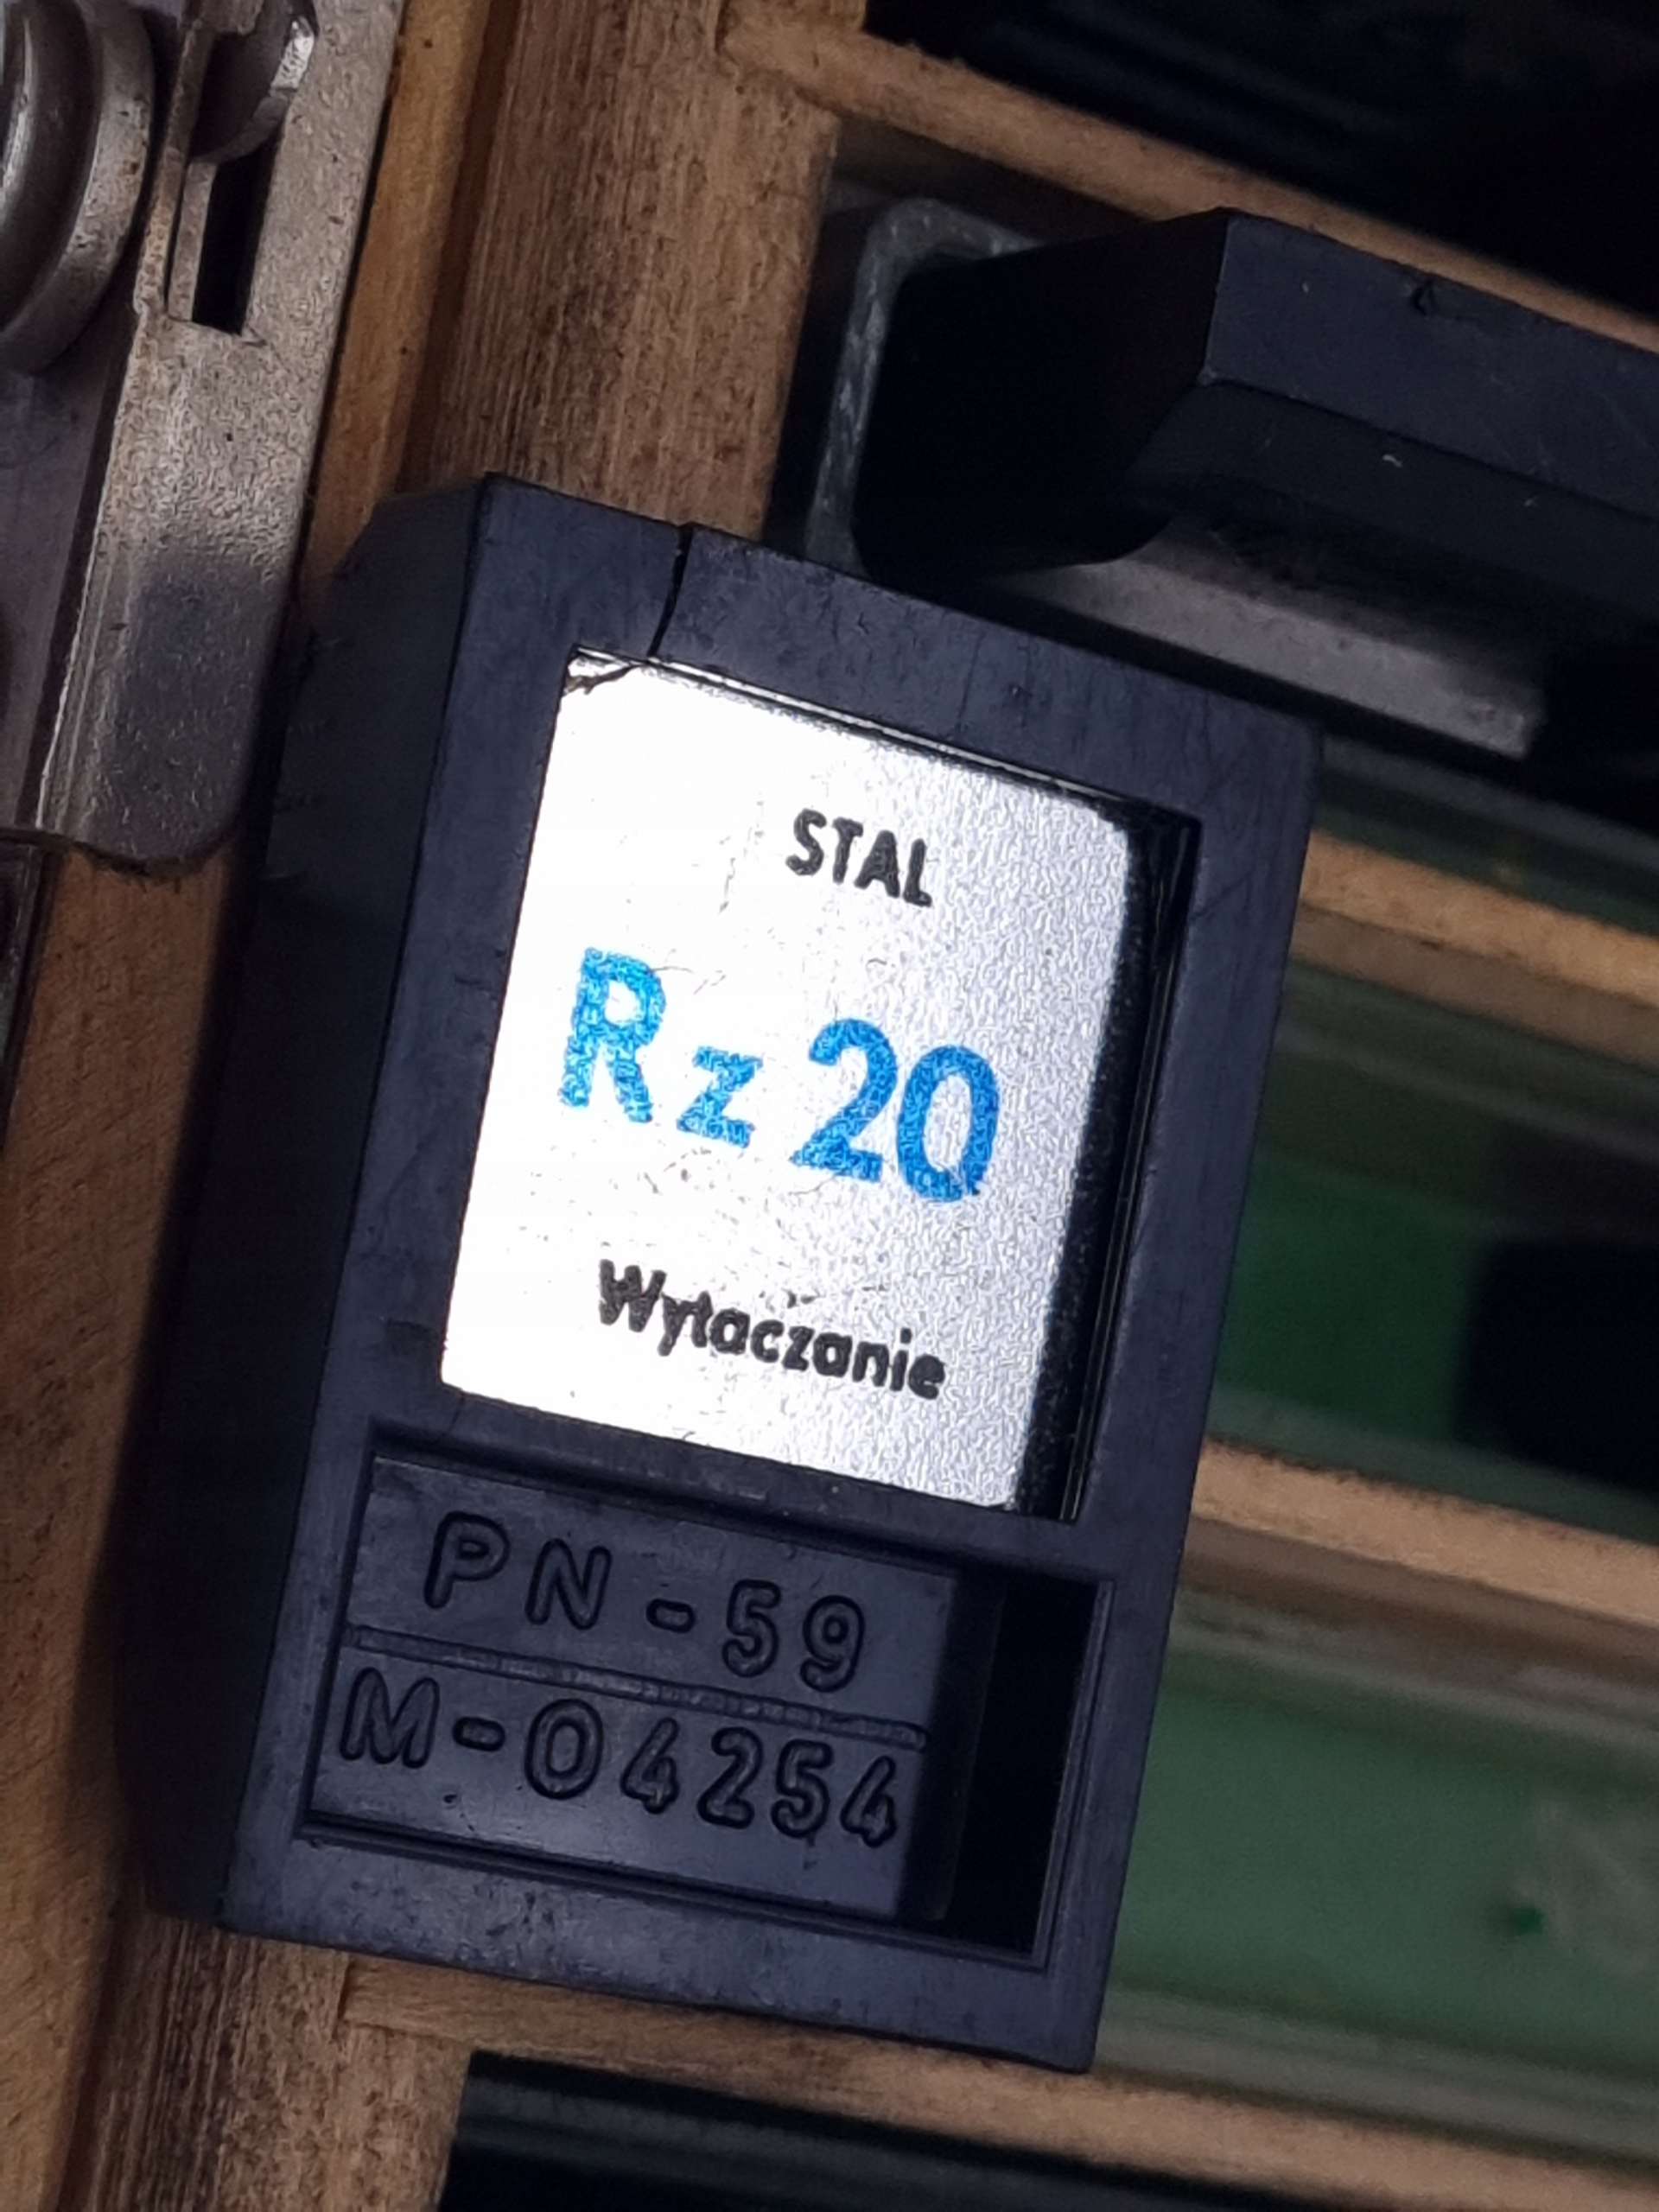 STAL
Rz 20
Wytaczanie
PN-59
M-04254